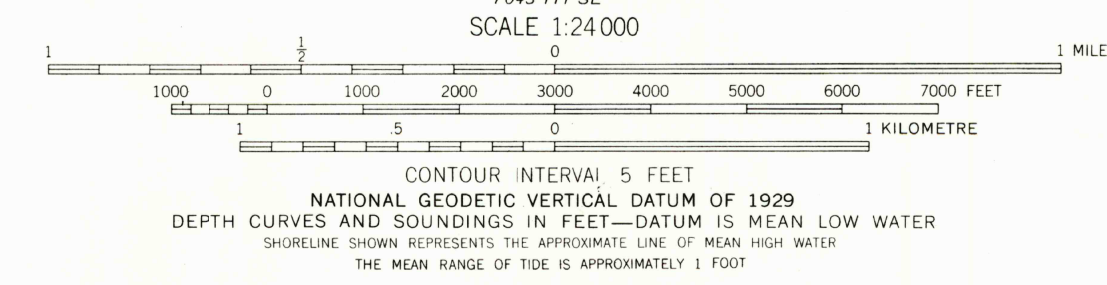 SCALE 1:24 000
1 1/2 0 1 MILE
1000 0 1000 2000 3000 4000 5000 6000 7000 FEET
1 .5 0 1 KILOMETRE
CONTOUR INTERVAL 5 FEET
NATIONAL GEODETIC VERTICAL DATUM OF 1929
DEPTH CURVES AND SOUNDINGS IN FEET—DATUM IS MEAN LOW WATER
SHORELINE SHOWN REPRESENTS THE APPROXIMATE LINE OF MEAN HIGH WATER
THE MEAN RANGE OF TIDE IS APPROXIMATELY 1 FOOT